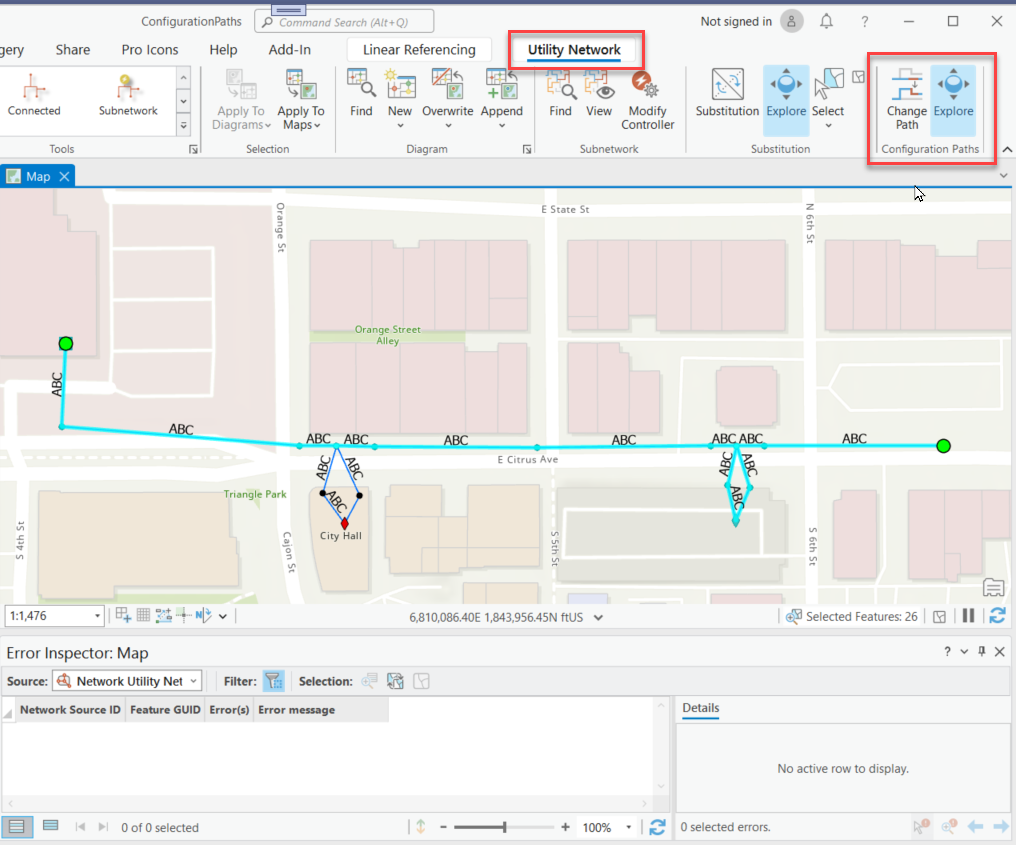 ConfigurationPaths
Command Search (Alt+Q)
Not signed in
?
gery Share Pro Icons Help Add-In Linear Referencing Utility Network
Connected Subnetwork
Tools
Apply To Diagrams
Apply To Maps
Selection
Find New Overwrite Append
Diagram
Find View Modify Controller
Subnetwork
Substitution Explore Select
Substitution
Change Path Explore
Configuration Paths
Map
E State St
Orange St
N 6th St
Orange Street
Alley
ABC
ABC
ABC ABC
ABC
ABC
ABC ABC
ABC
E Citrus Ave
ABC
ABC
ABC
ABC
ABC
ABC
Triangle Park
City Hall
S 4th St
Cajon St
S 5th St
S 6th St
1:1,476
N
6,810,086.40E 1,843,956.45N ftUS
Selected Features: 26
Error Inspector: Map
?
Source: Network Utility Net
Filter:
Selection:
Network Source ID Feature GUID Error(s) Error message
Details
No active row to display.
0 of 0 selected
- + 100%
0 selected errors.